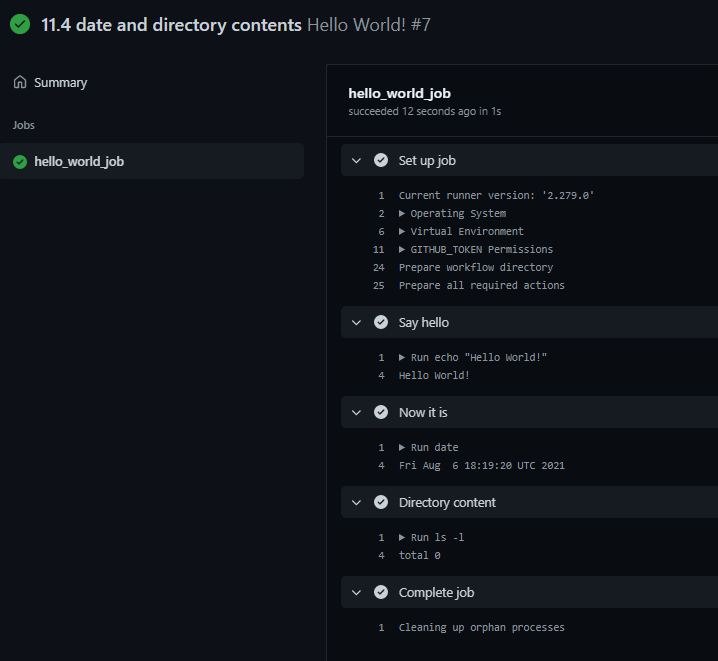 11.4 date and directory contents Hello World! #7
Summary
Jobs
hello_world_job
hello_world_job
succeeded 12 seconds ago in 1s
Set up job
1 Current runner version: '2.279.0'
2 Operating System
6 Virtual Environment
11 GITHUB_TOKEN Permissions
24 Prepare workflow directory
25 Prepare all required actions
Say hello
1 Run echo "Hello World!"
4 Hello World!
Now it is
1 Run date
4 Fri Aug  6 18:19:20 UTC 2021
Directory content
1 Run ls -l
4 total 0
Complete job
1 Cleaning up orphan processes